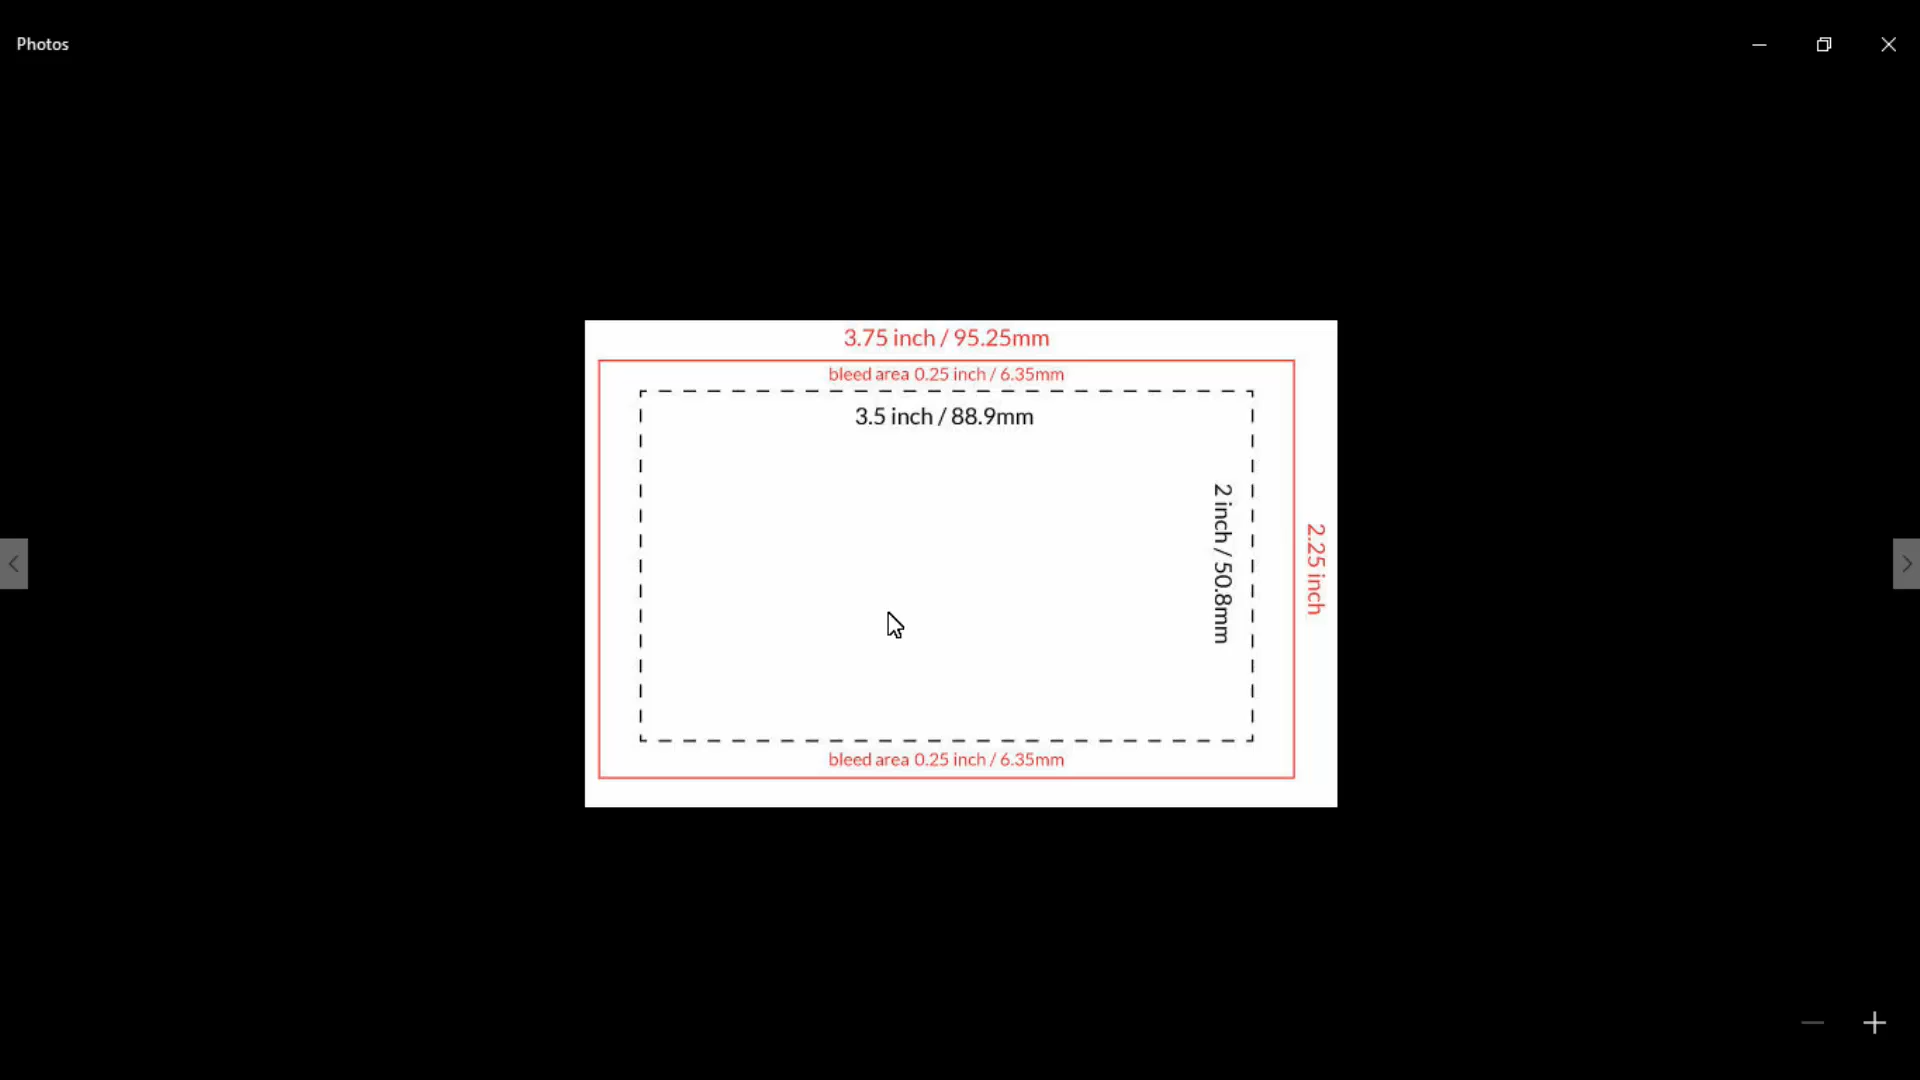 Photos
3.75 inch / 95.25mm
bleed area 0.25 inch / 6.35mm
3.5 inch / 88.9mm
2 inch / 50.8mm
2.25 inch
bleed area 0.25 inch / 6.35mm